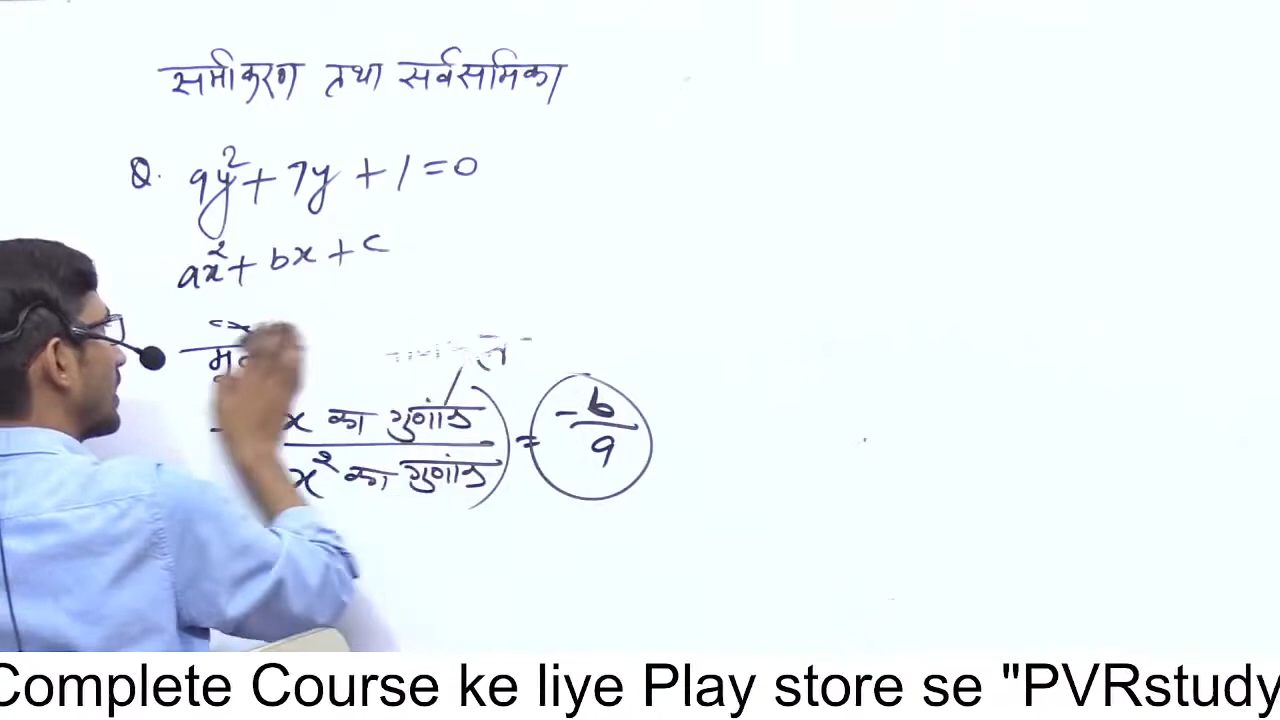 समीकरण तथा सर्वसमिका
Q. 9y²+7y+1=0
ax²+bx+c
x का गुणांक
x² का गुणांक
= -b/a
Complete Course ke liye Play store se "PVRstudy